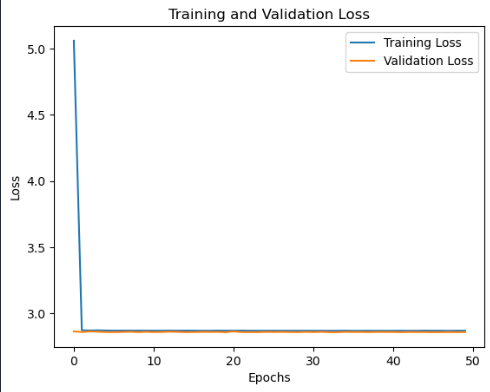 Training and Validation Loss
Training Loss
Validation Loss
5.0
4.5
4.0
3.5
3.0
Loss
0 10 20 30 40 50
Epochs